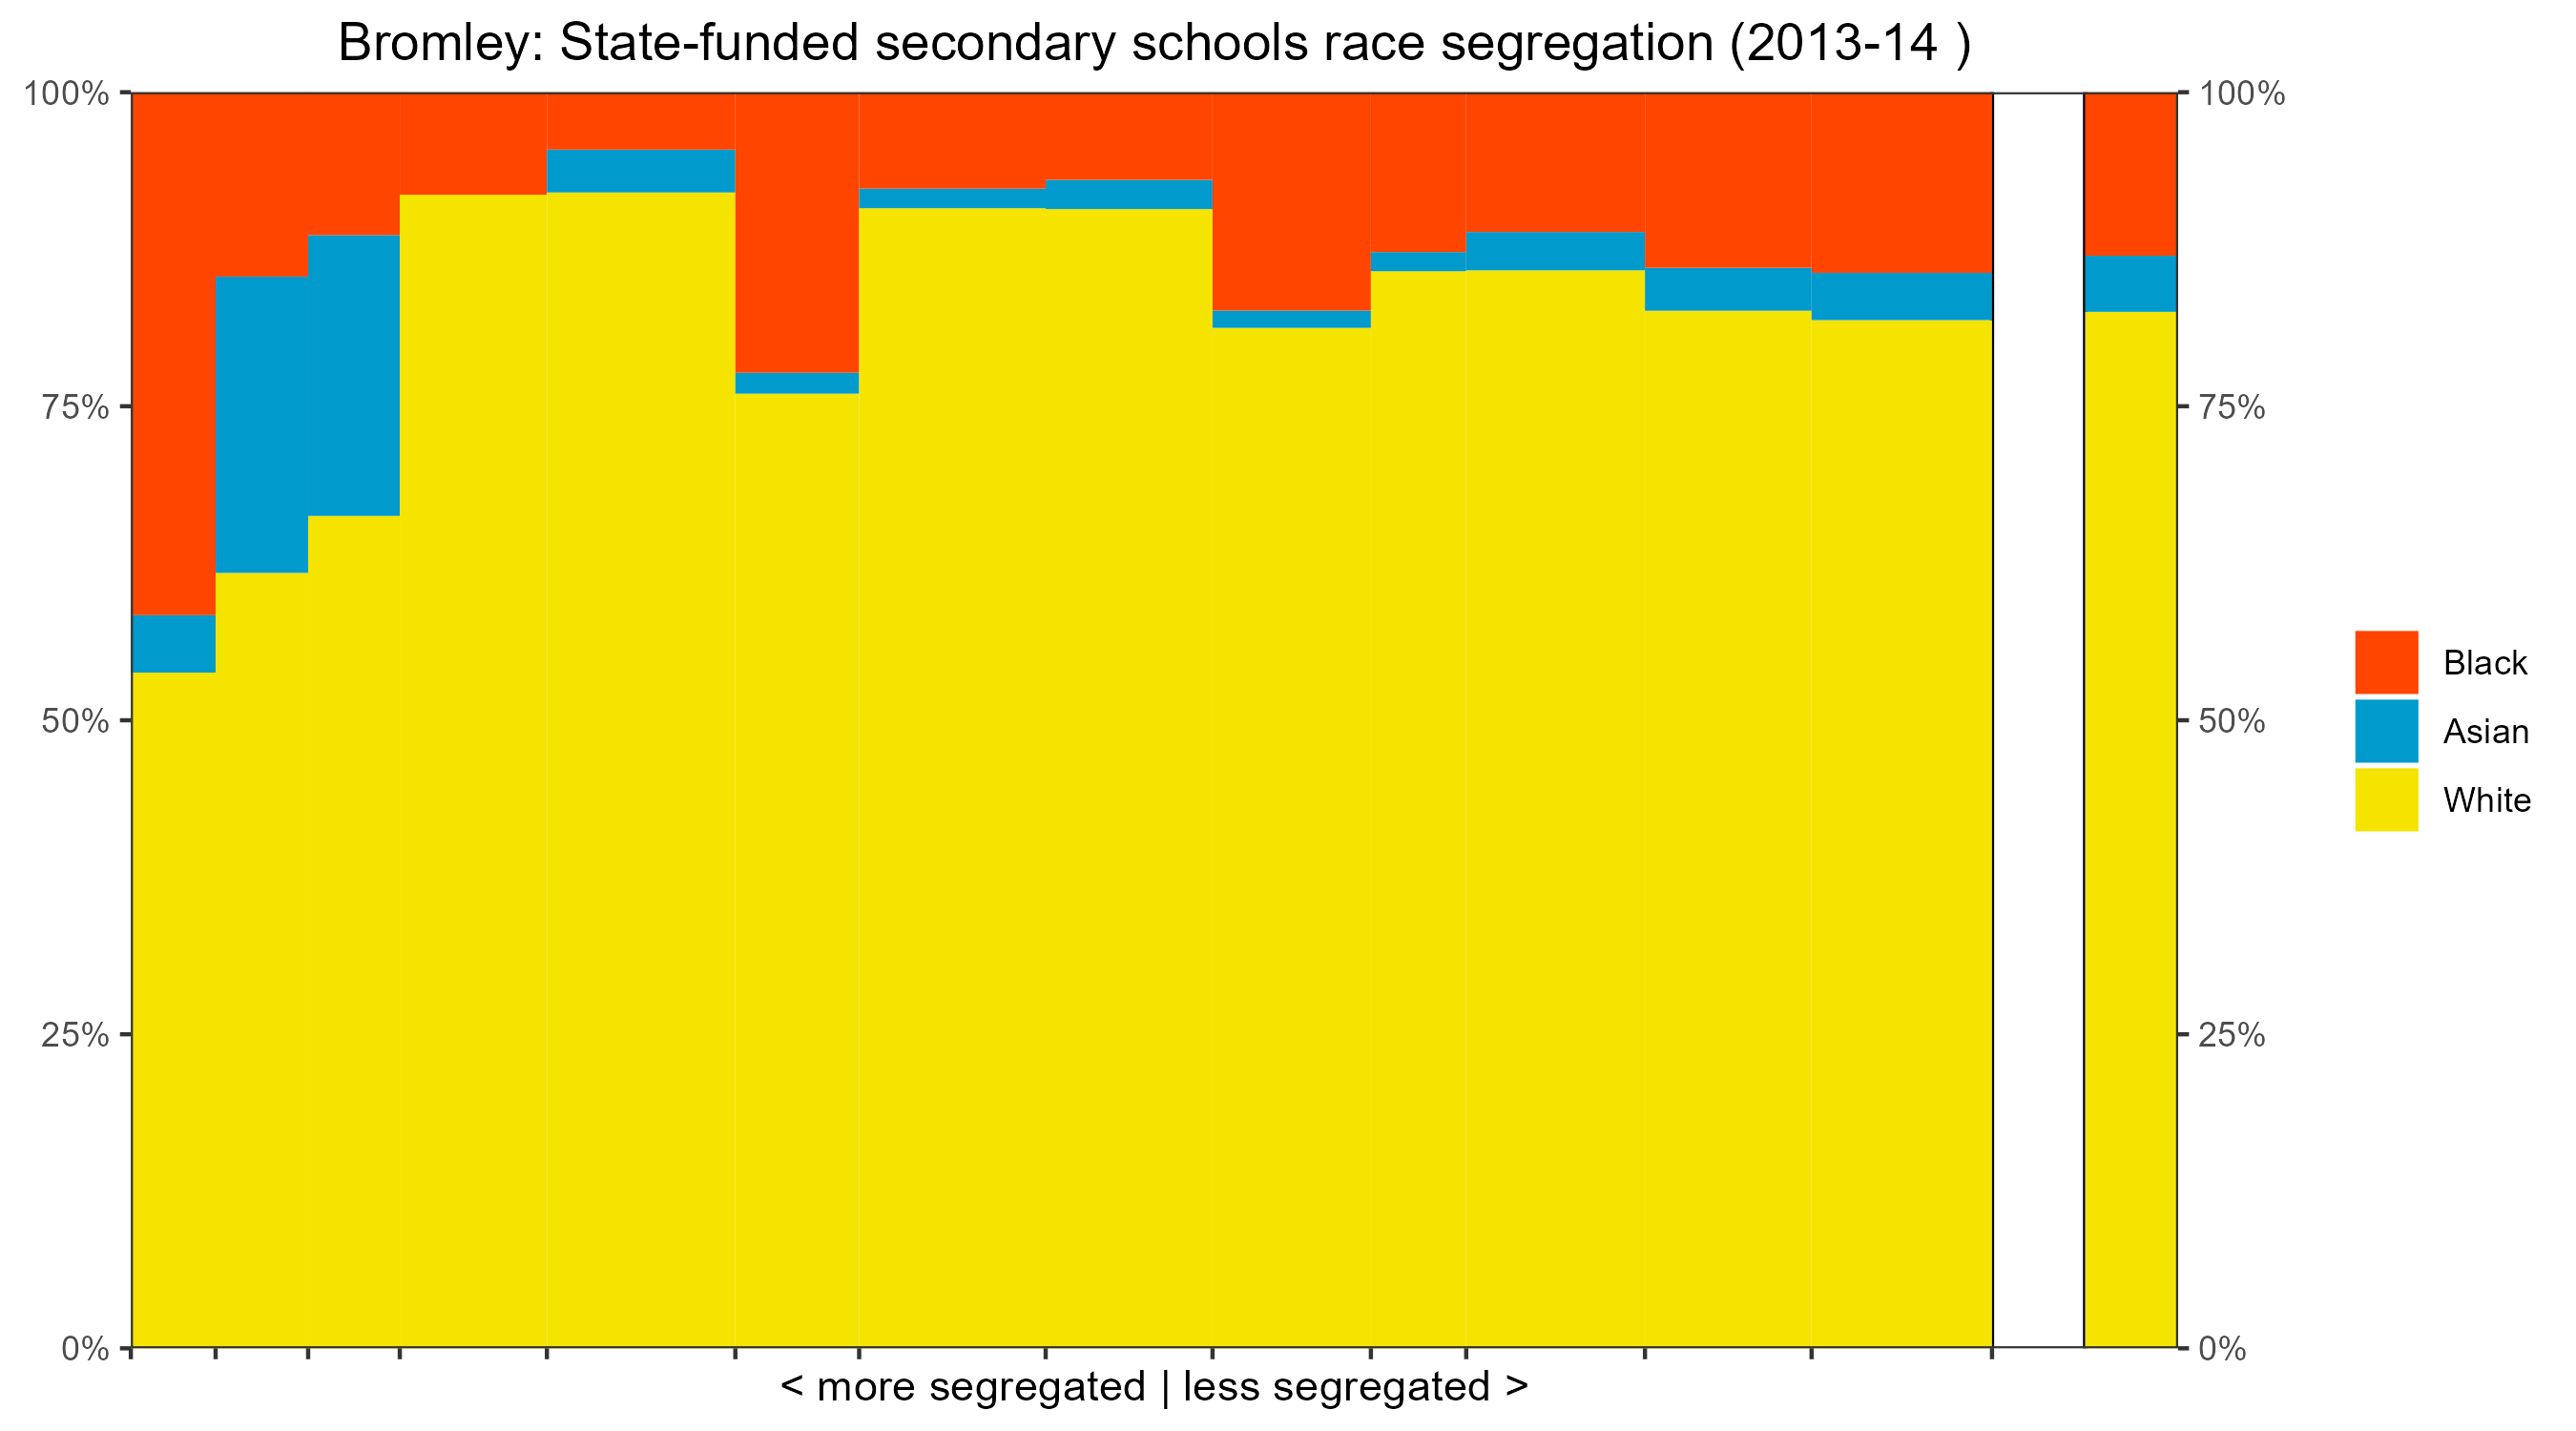 Bromley: State-funded secondary schools race segregation (2013-14 )
100%
75%
50%
25%
0%
100%
75%
50%
25%
0%
Black
Asian
White
< more segregated | less segregated >